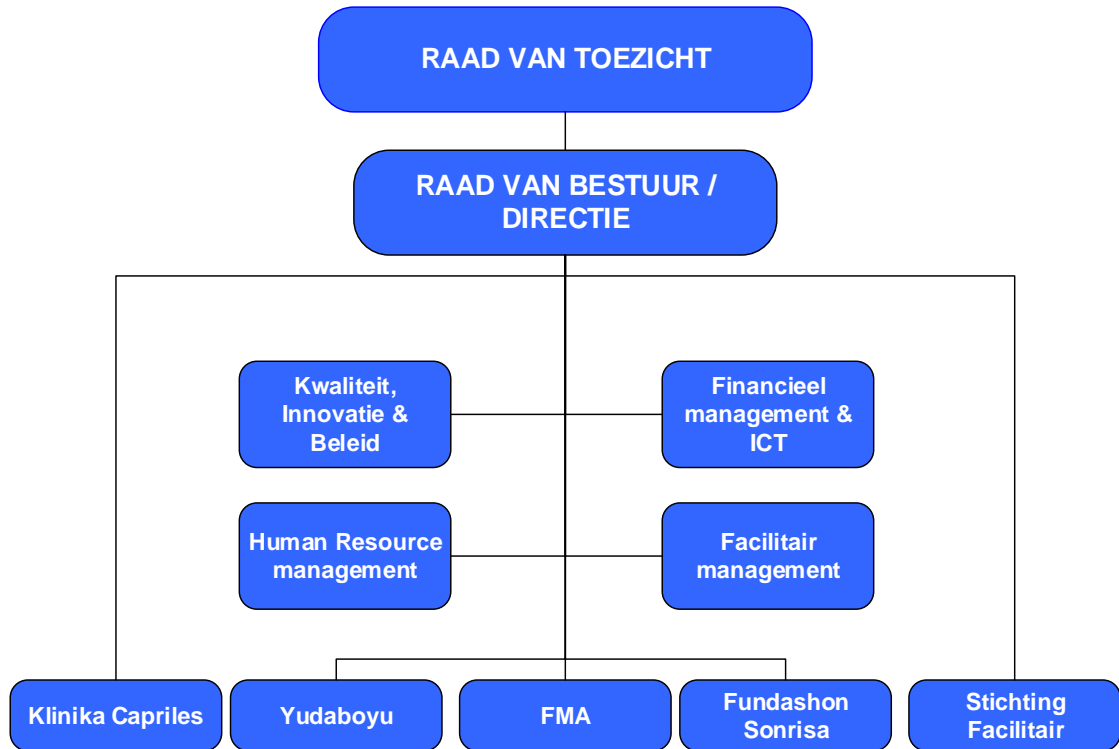 RAAD VAN TOEZICHT
RAAD VAN BESTUUR /
DIRECTIE
Kwaliteit,
Innovatie &
Beleid
Financieel
management &
ICT
Human Resource
management
Facilitair
management
Klinika Capriles
Yudaboyu
FMA
Fundashon
Sonrisa
Stichting
Facilitair